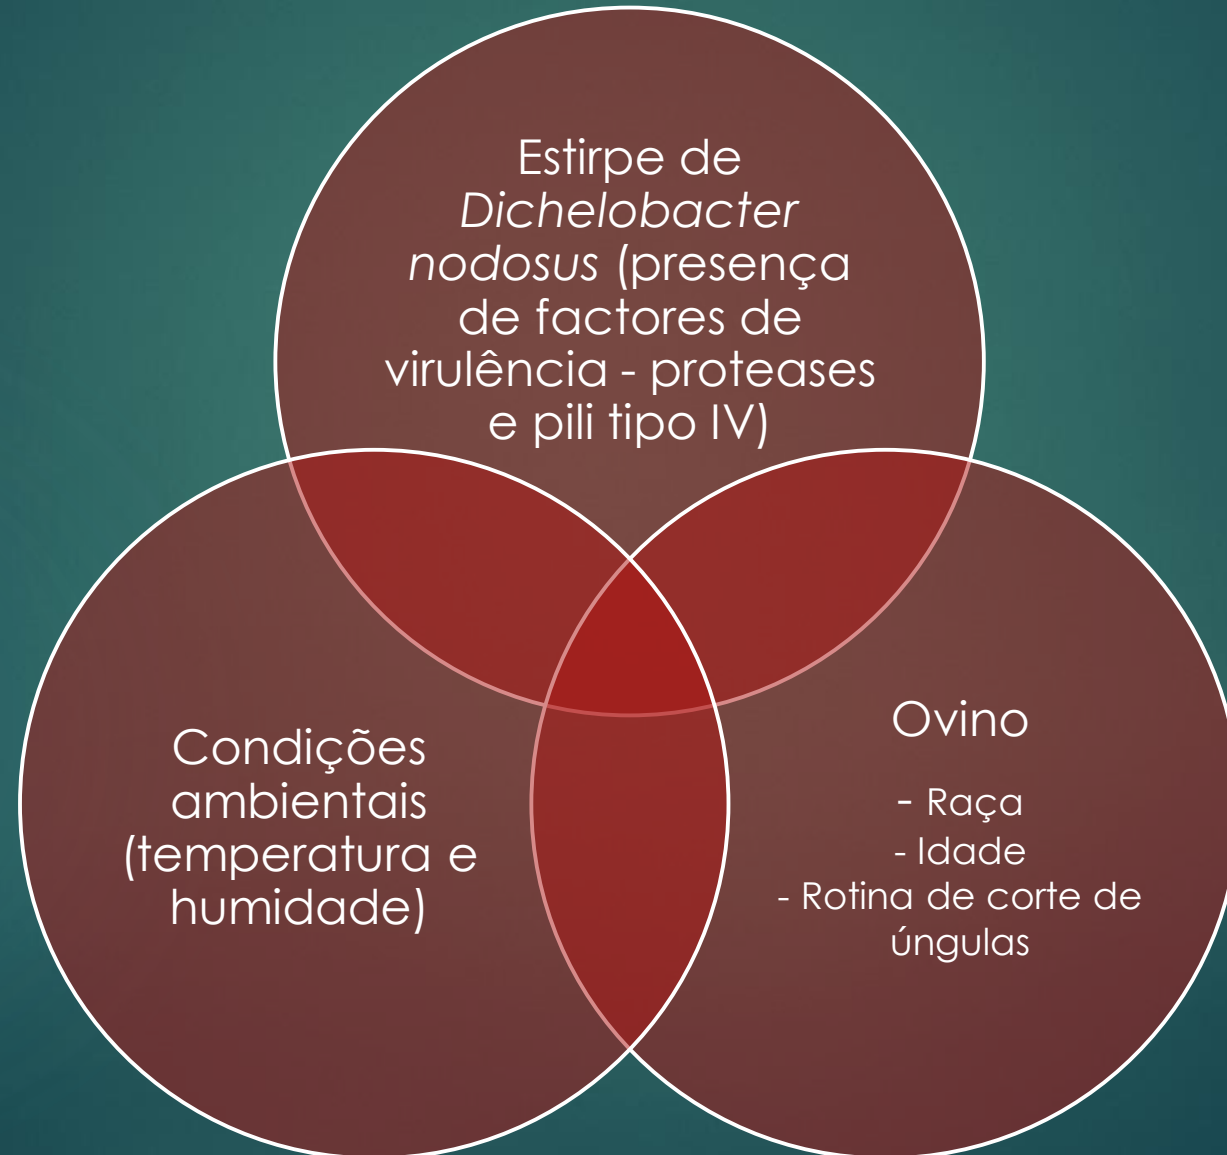 Estirpe de
Dichelobacter
nodosus (presença
de factores de
virulência - proteases
e pili tipo IV)
Condições
ambientais
(temperatura e
humidade)
Ovino
- Raça
- Idade
- Rotina de corte de
úngulas